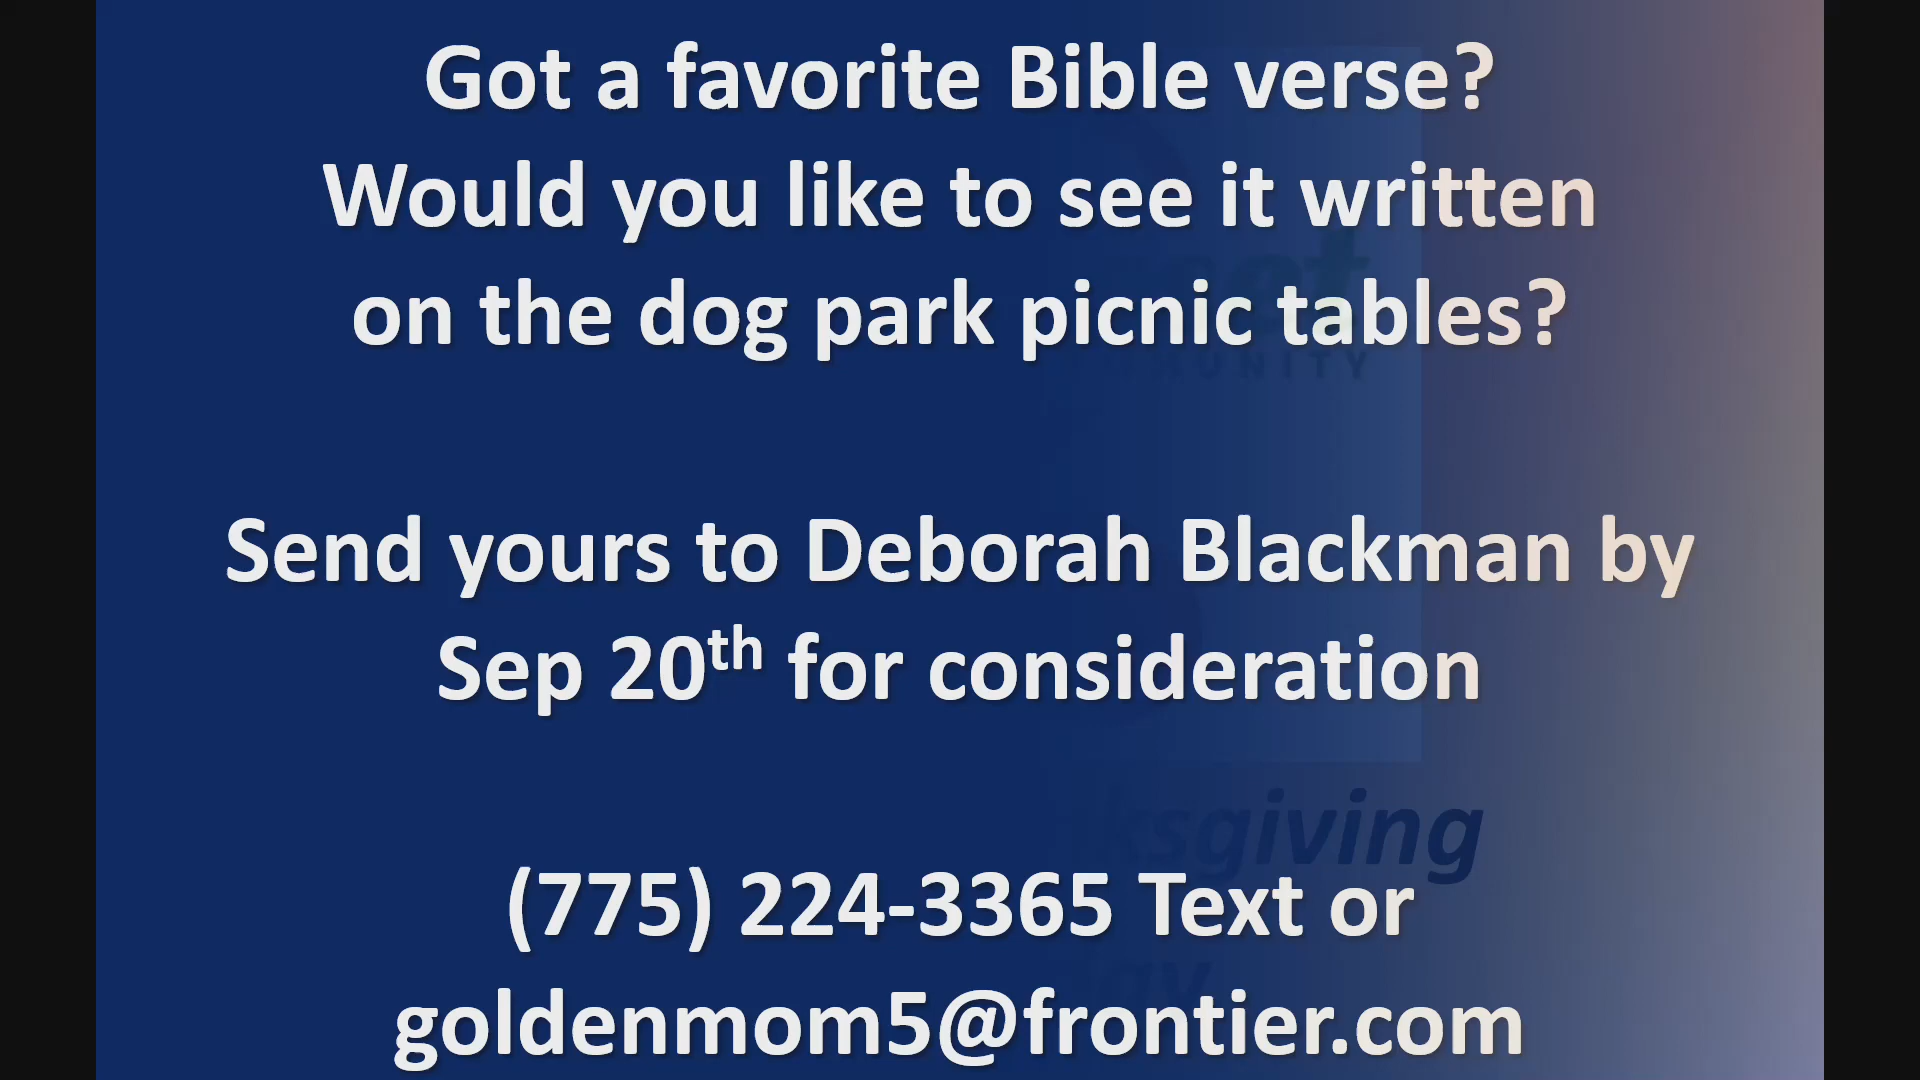 Got a favorite Bible verse?
Would you like to see it written
on the dog park picnic tables?
Send yours to Deborah Blackman by
Sep 20th for consideration
(775) 224-3365 Text or
goldenmom5@frontier.com